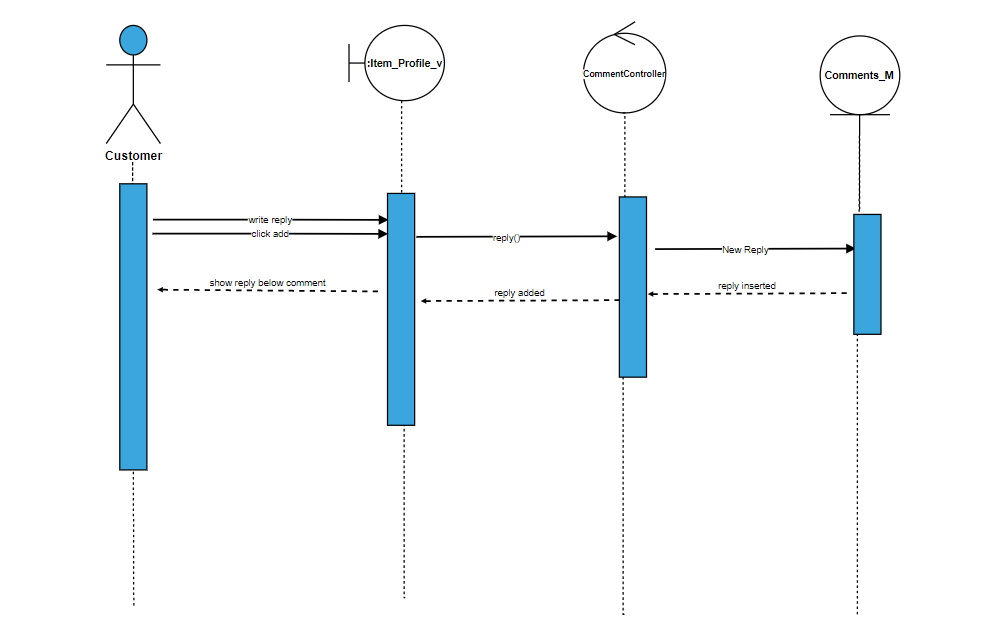 :Item_Profile_v
CommentController
Comments_M
Customer
write reply
click add
reply()
New Reply
show reply below comment
reply added
reply inserted